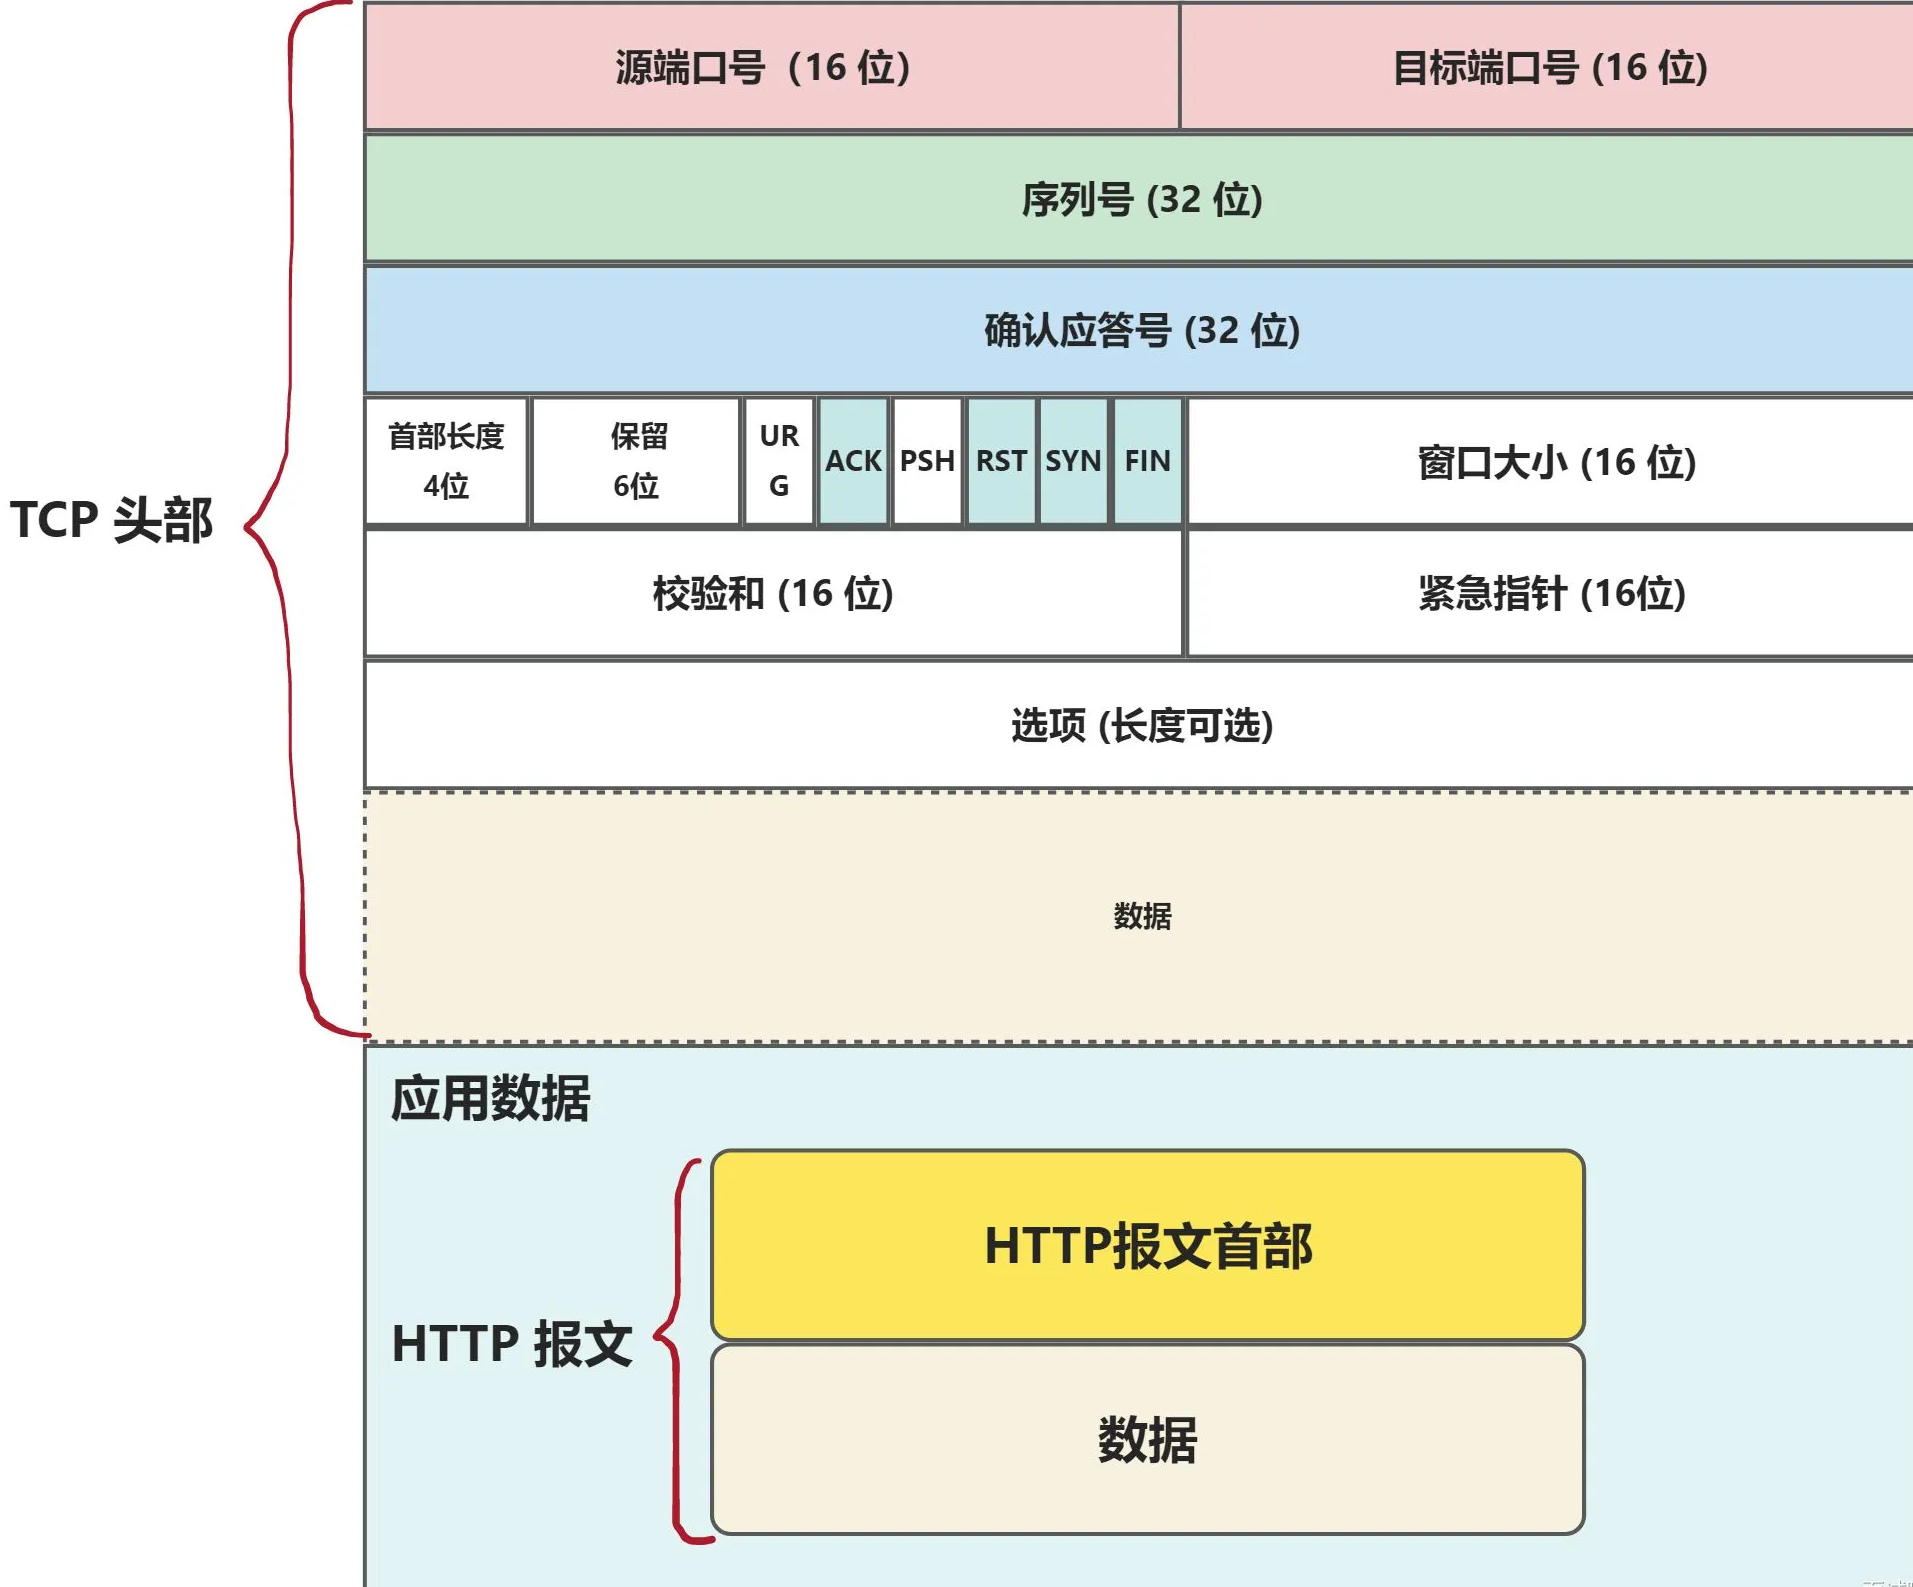 源端口号（16 位）
目标端口号 (16 位)
序列号 (32 位)
确认应答号 (32 位)
首部长度
4位
保留
6位
UR
G
ACK
PSH
RST
SYN
FIN
窗口大小 (16 位)
TCP 头部
校验和 (16 位)
紧急指针 (16位)
选项 (长度可选)
数据
应用数据
HTTP报文首部
HTTP 报文
数据